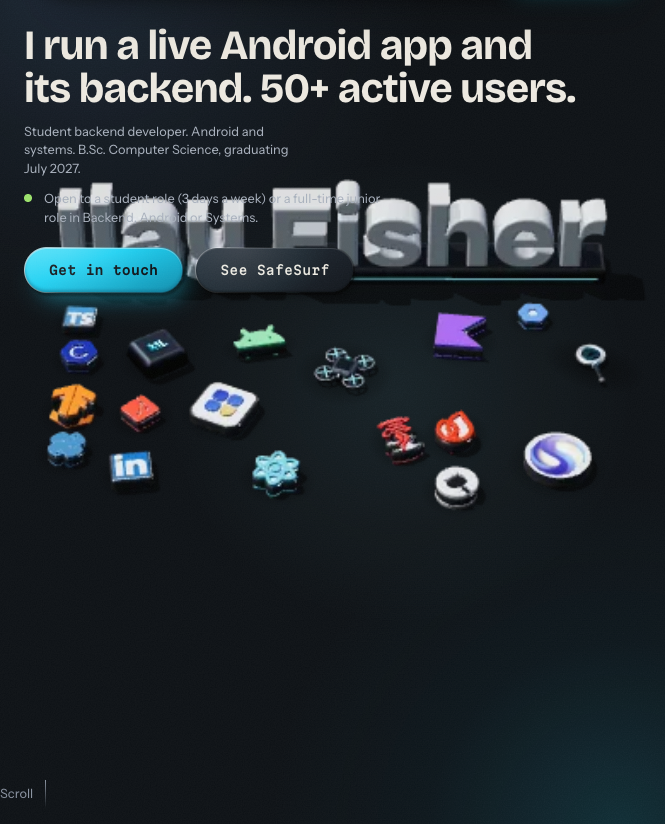 I run a live Android app and
its backend. 50+ active users.
Student backend developer. Android and
systems. B.Sc. Computer Science, graduating
July 2027.
Open to a student role (3 days a week) or a full-time junior
role in Backend, Android or Systems.
Eisher
Get in touch
See SafeSurf
TS
C
ML
in
Scroll